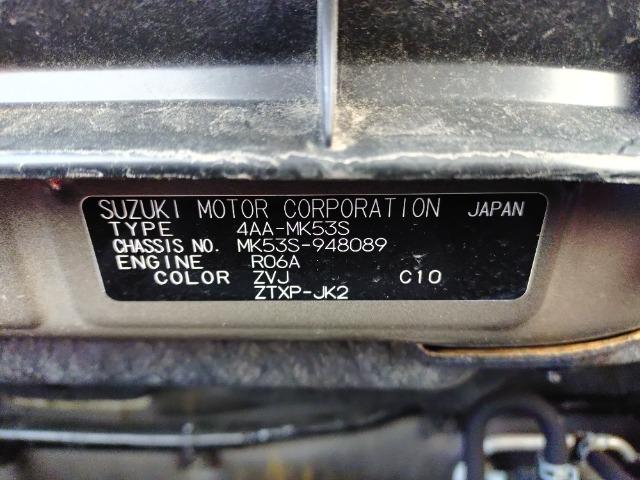 SUZUKI MOTOR CORPORATION JAPAN
TYPE 4AA-MK53S
CHASSIS NO. MK53S-948089
ENGINE R06A
COLOR ZVJ C10
ZTXP-JK2